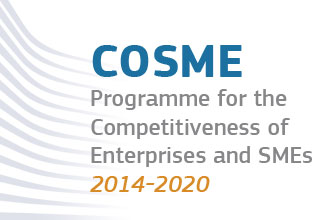 COSME
Programme for the
Competitiveness of
Enterprises and SMEs
2014-2020